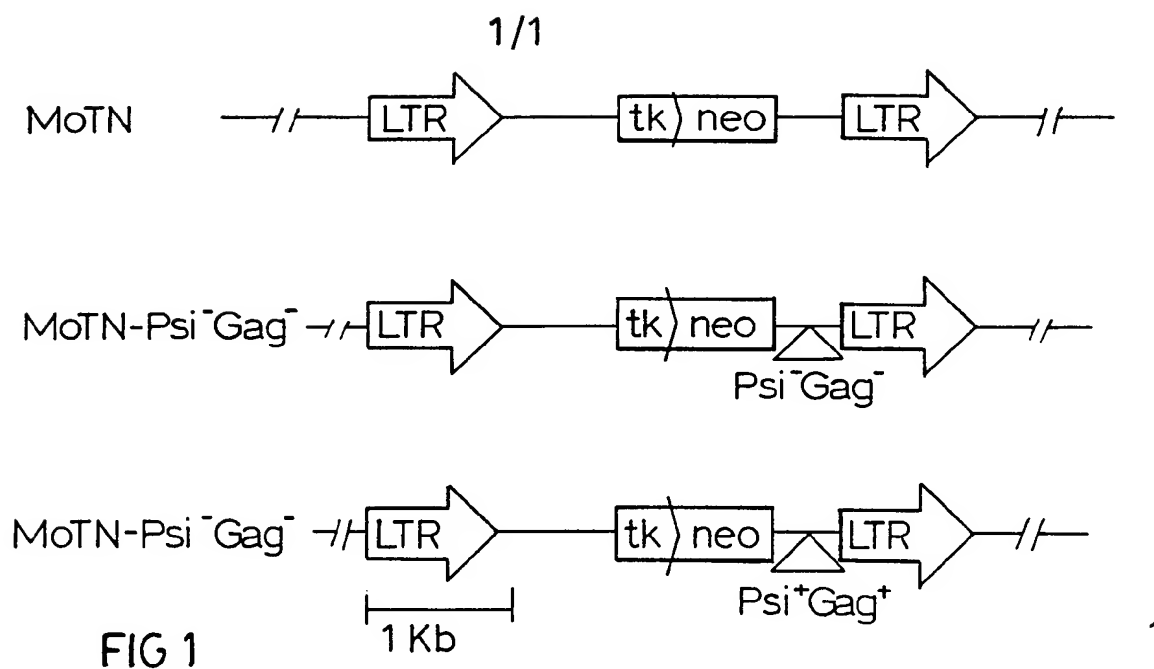 1/1
MoTN LTR tk neo LTR
MoTN-Psi⁻Gag⁻ LTR tk neo LTR
Psi⁻Gag⁻
MoTN-Psi⁻Gag⁻ LTR tk neo LTR
Psi⁺Gag⁺
1 Kb
FIG 1